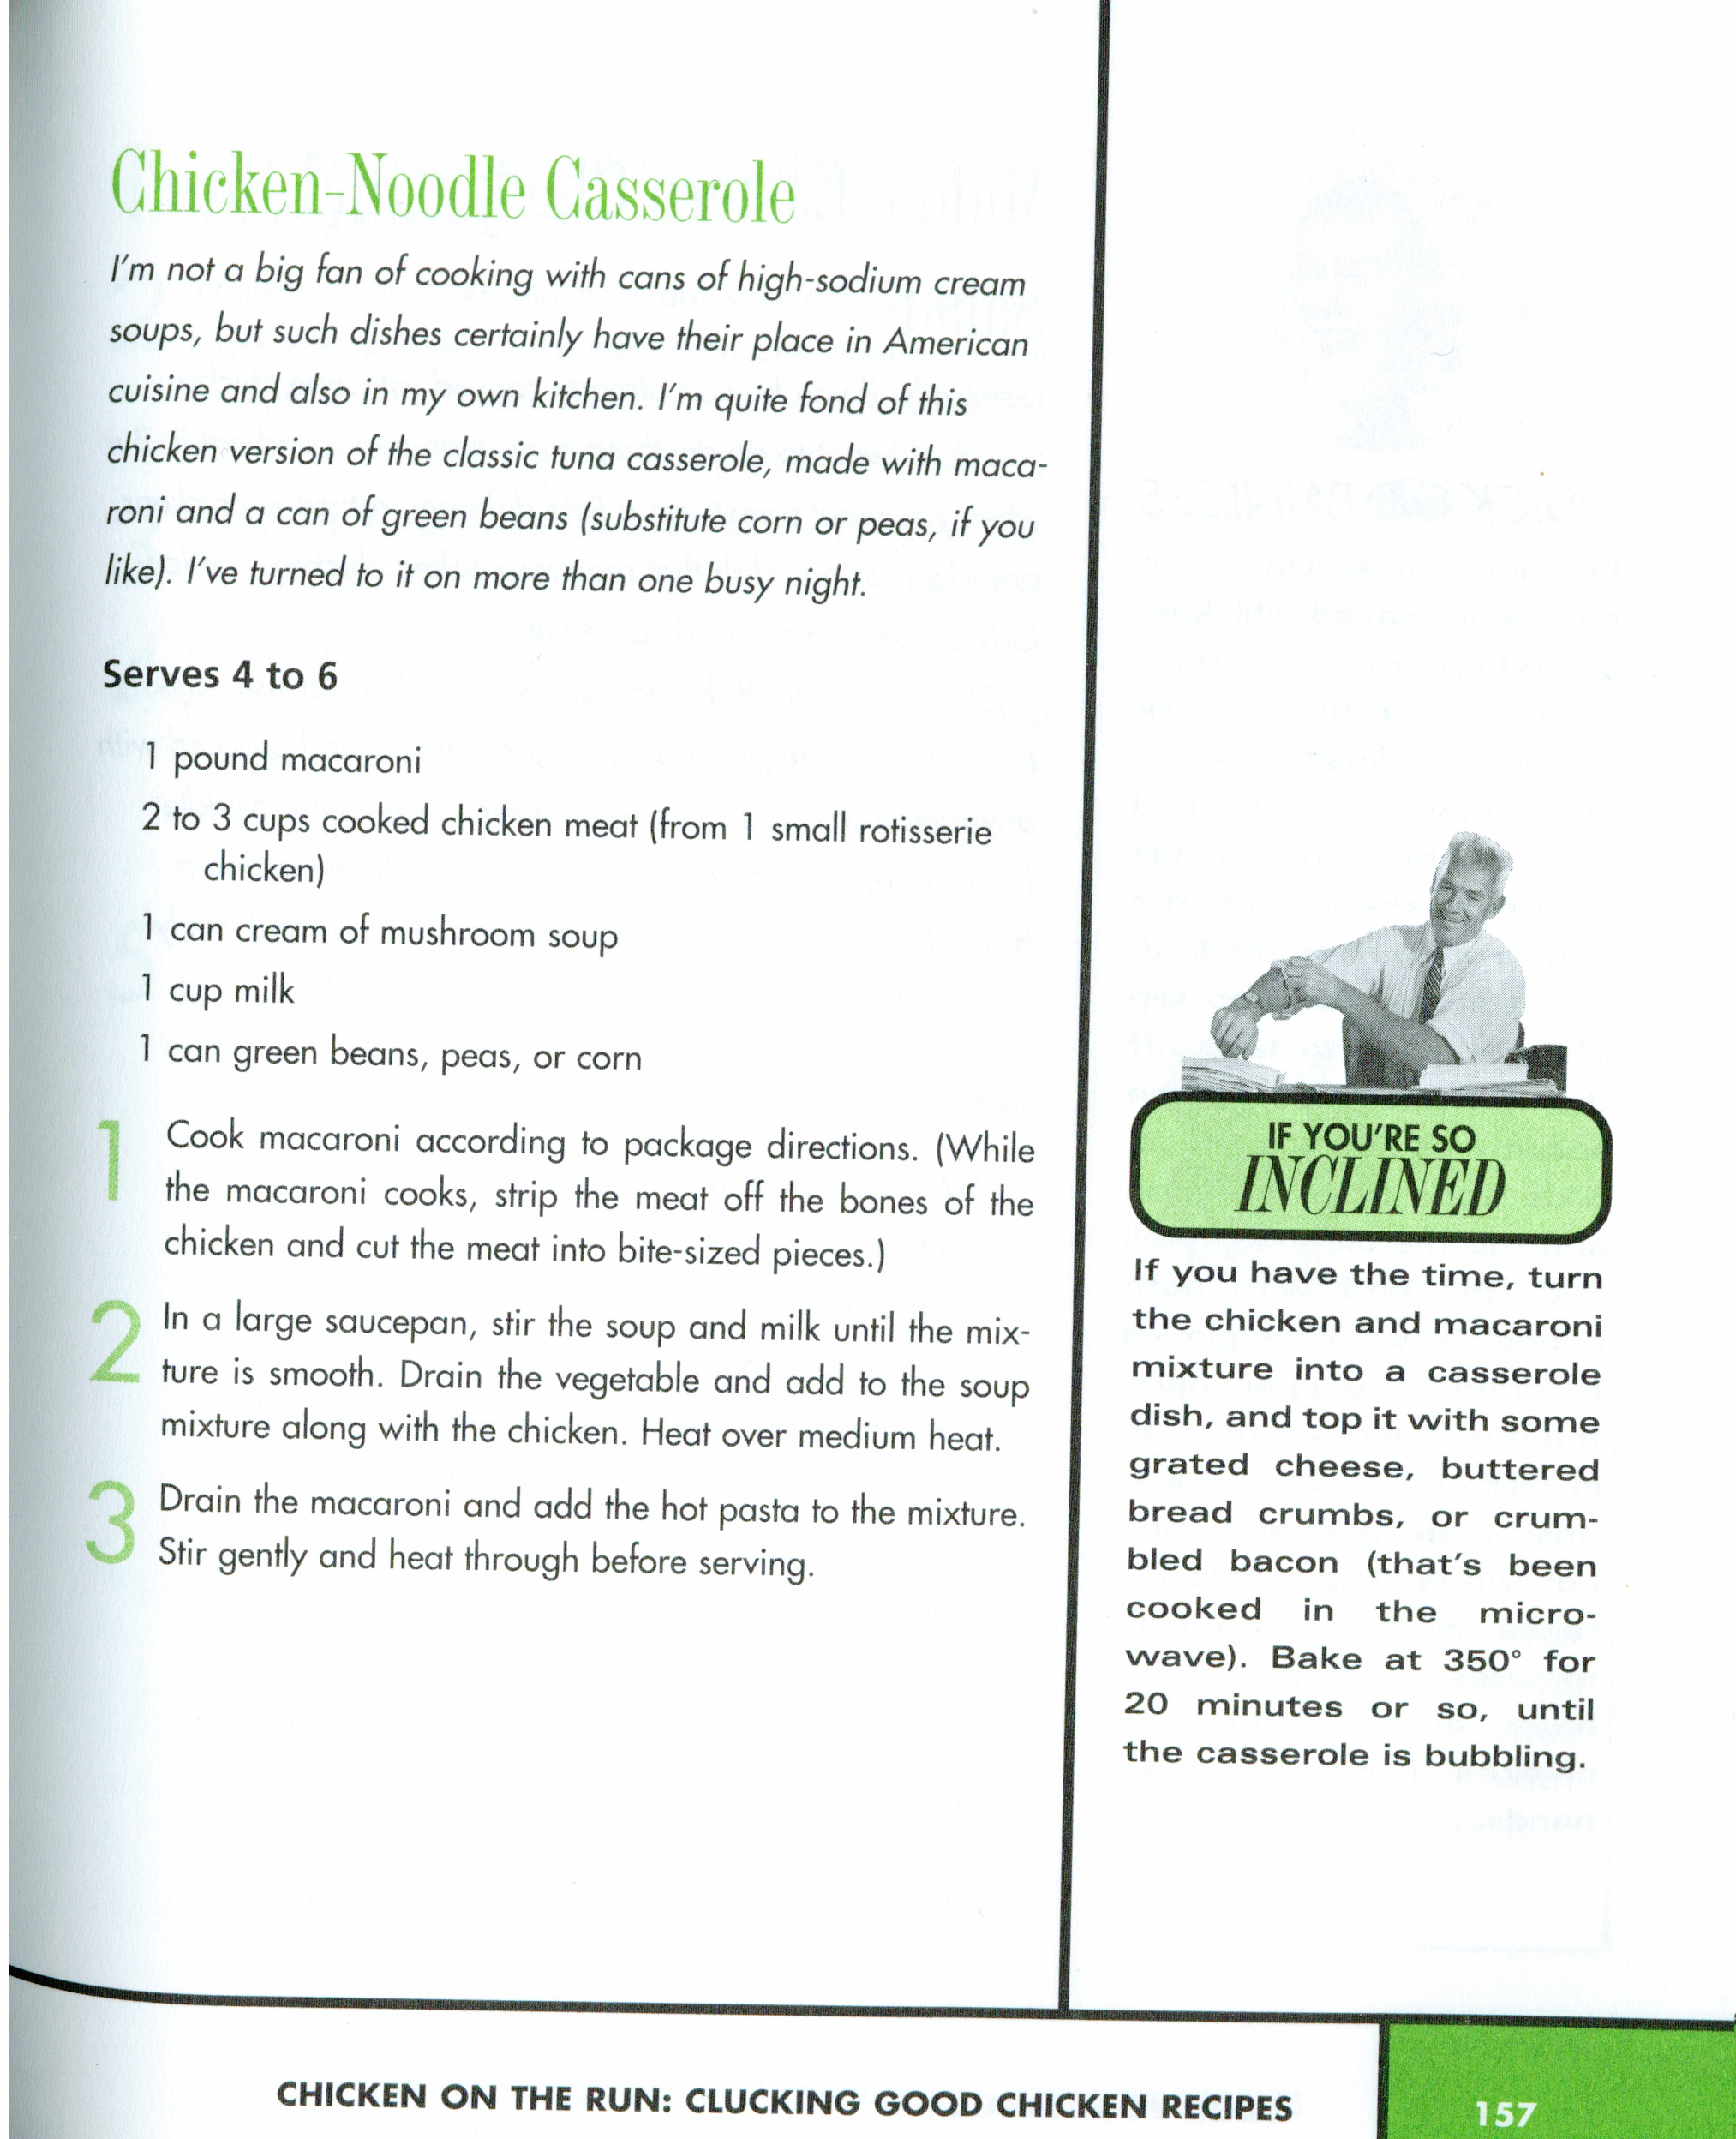 Chicken-Noodle Casserole
I'm not a big fan of cooking with cans of high-sodium cream
soups, but such dishes certainly have their place in American
cuisine and also in my own kitchen. I'm quite fond of this
chicken version of the classic tuna casserole, made with maca-
roni and a can of green beans (substitute corn or peas, if you
like). I've turned to it on more than one busy night.
Serves 4 to 6
1 pound macaroni
2 to 3 cups cooked chicken meat (from 1 small rotisserie
chicken)
1 can cream of mushroom soup
1 cup milk
1 can green beans, peas, or corn
1 Cook macaroni according to package directions. (While
the macaroni cooks, strip the meat off the bones of the
chicken and cut the meat into bite-sized pieces.)
2 In a large saucepan, stir the soup and milk until the mix-
ture is smooth. Drain the vegetable and add to the soup
mixture along with the chicken. Heat over medium heat.
3 Drain the macaroni and add the hot pasta to the mixture.
Stir gently and heat through before serving.
IF YOU'RE SO
INCLINED
If you have the time, turn
the chicken and macaroni
mixture into a casserole
dish, and top it with some
grated cheese, buttered
bread crumbs, or crum-
bled bacon (that's been
cooked in the micro-
wave). Bake at 350° for
20 minutes or so, until
the casserole is bubbling.
CHICKEN ON THE RUN: CLUCKING GOOD CHICKEN RECIPES
157